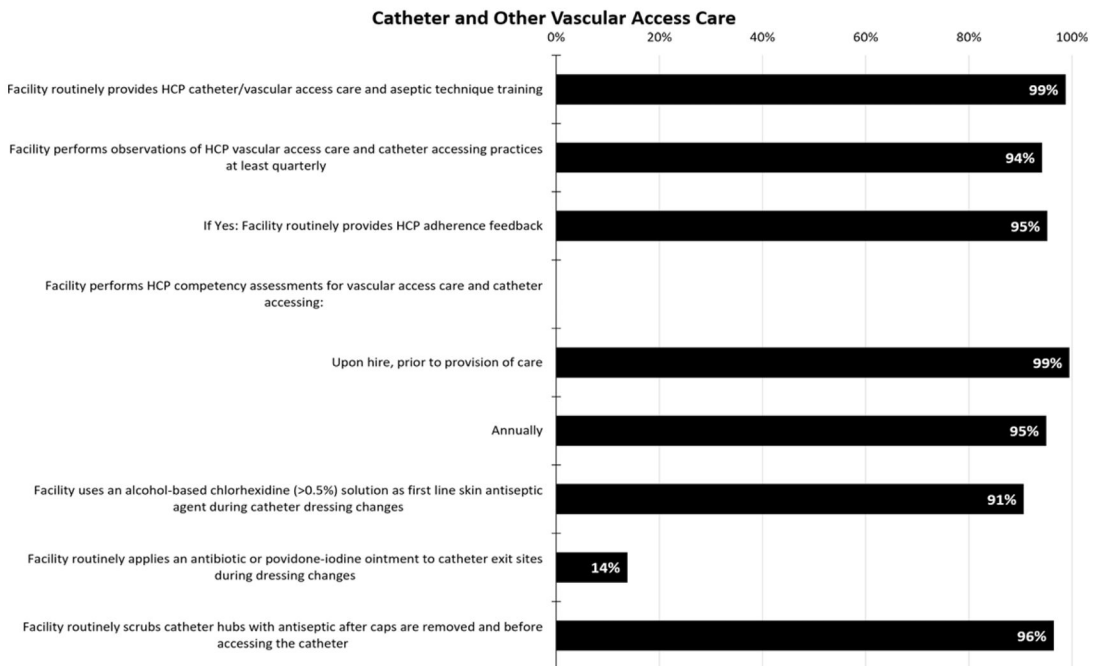 Catheter and Other Vascular Access Care
0% 20% 40% 60% 80% 100%
Facility routinely provides HCP catheter/vascular access care and aseptic technique training 99%
Facility performs observations of HCP vascular access care and catheter accessing practices
at least quarterly
94%
If Yes: Facility routinely provides HCP adherence feedback 95%
Facility performs HCP competency assessments for vascular access care and catheter
accessing:
Upon hire, prior to provision of care 99%
Annually 95%
Facility uses an alcohol-based chlorhexidine (>0.5%) solution as first line skin antiseptic
agent during catheter dressing changes
91%
Facility routinely applies an antibiotic or povidone-iodine ointment to catheter exit sites
during dressing changes
14%
Facility routinely scrubs catheter hubs with antiseptic after caps are removed and before
accessing the catheter
96%